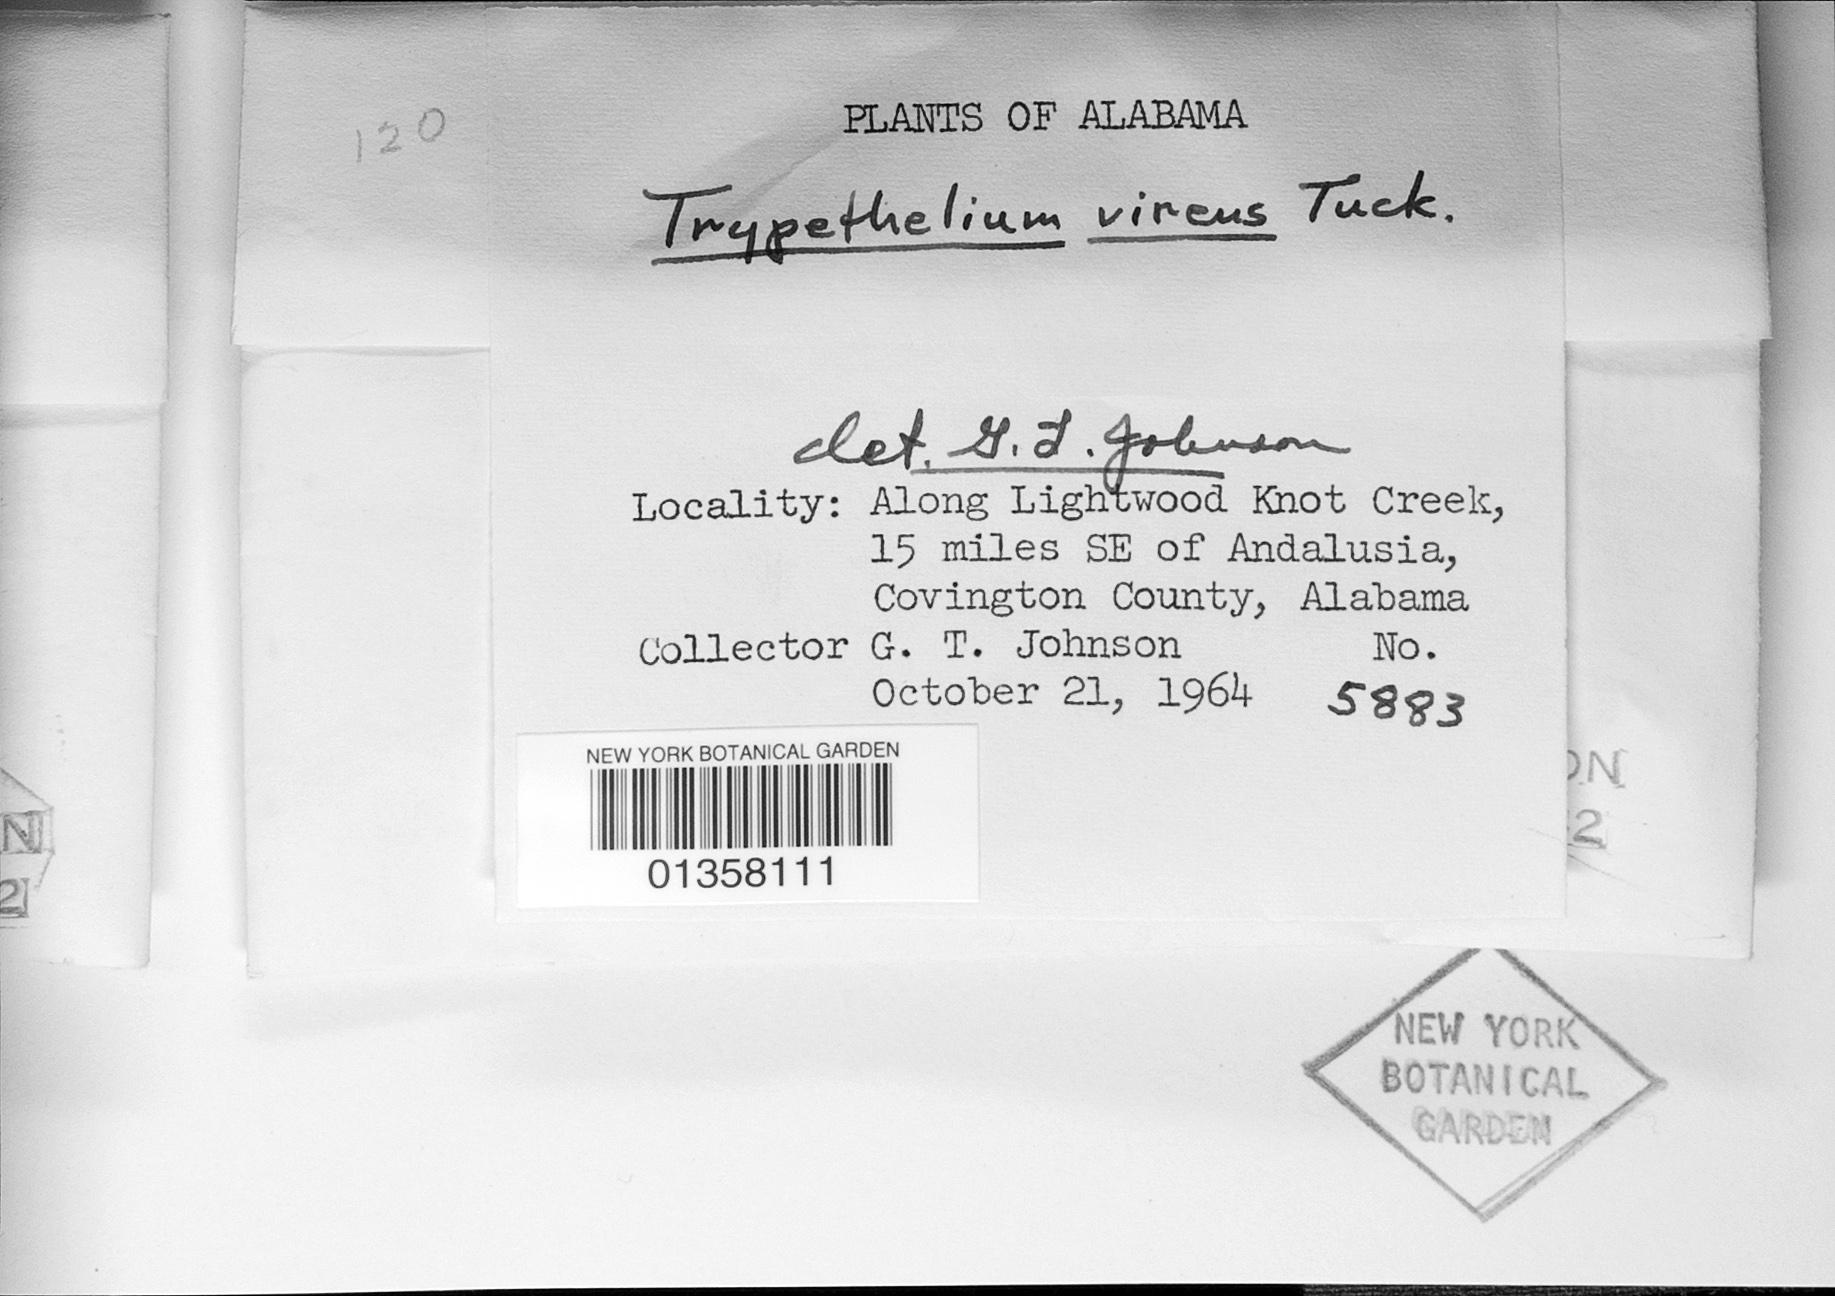 120
PLANTS OF ALABAMA
Trypethelium virens Tuck.
det. G. T. Johnson
Locality: Along Lightwood Knot Creek,
15 miles SE of Andalusia,
Covington County, Alabama
Collector G. T. Johnson No.
October 21, 1964 5883
NEW YORK BOTANICAL GARDEN
01358111
ON
2
N
2
NEW YORK
BOTANICAL
GARDEN